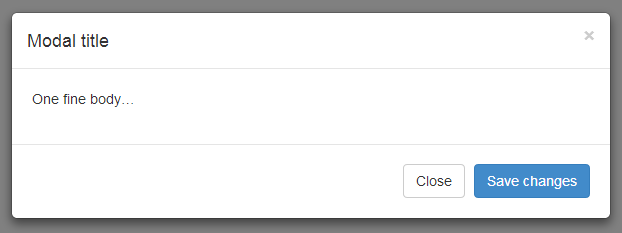 Modal title ×
One fine body…
Close Save changes